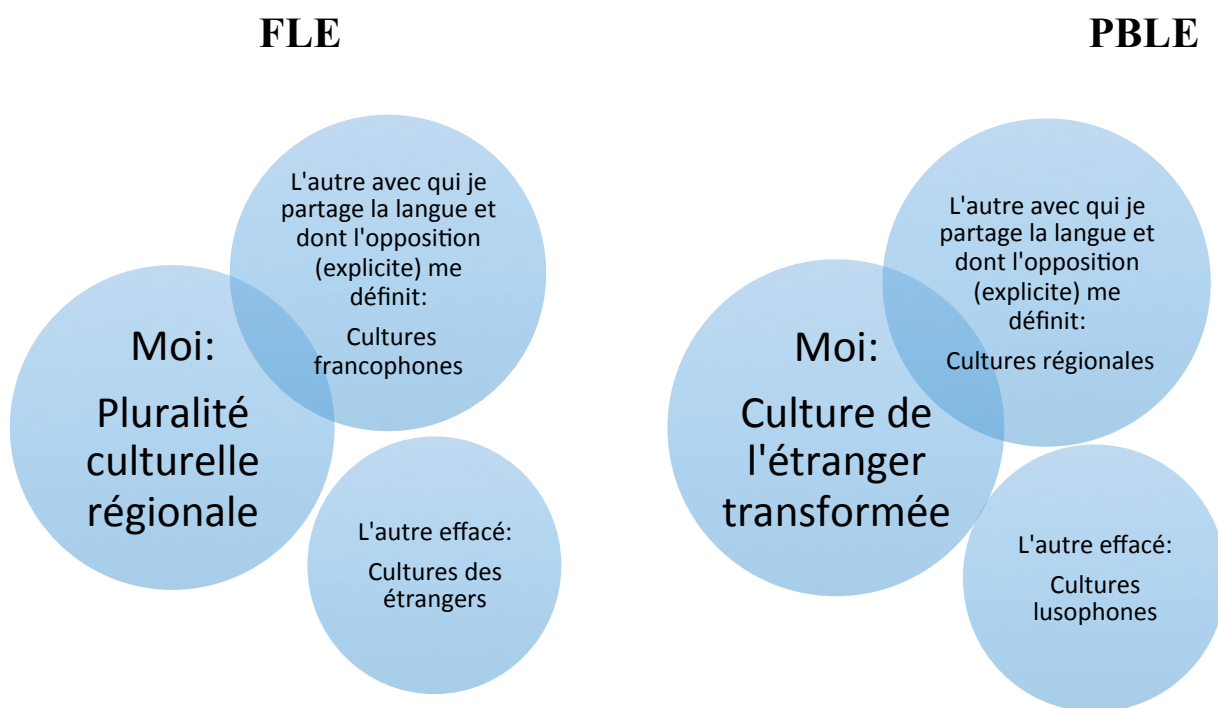 FLE
L'autre avec qui je
partage la langue et
dont l'opposition
(explicite) me
définit:
Cultures
francophones
Moi:
Pluralité
culturelle
régionale
L'autre effacé:
Cultures des
étrangers
PBLE
L'autre avec qui je
partage la langue et
dont l'opposition
(explicite) me
définit:
Cultures régionales
Moi:
Culture de
l'étranger
transformée
L'autre effacé:
Cultures
lusophones